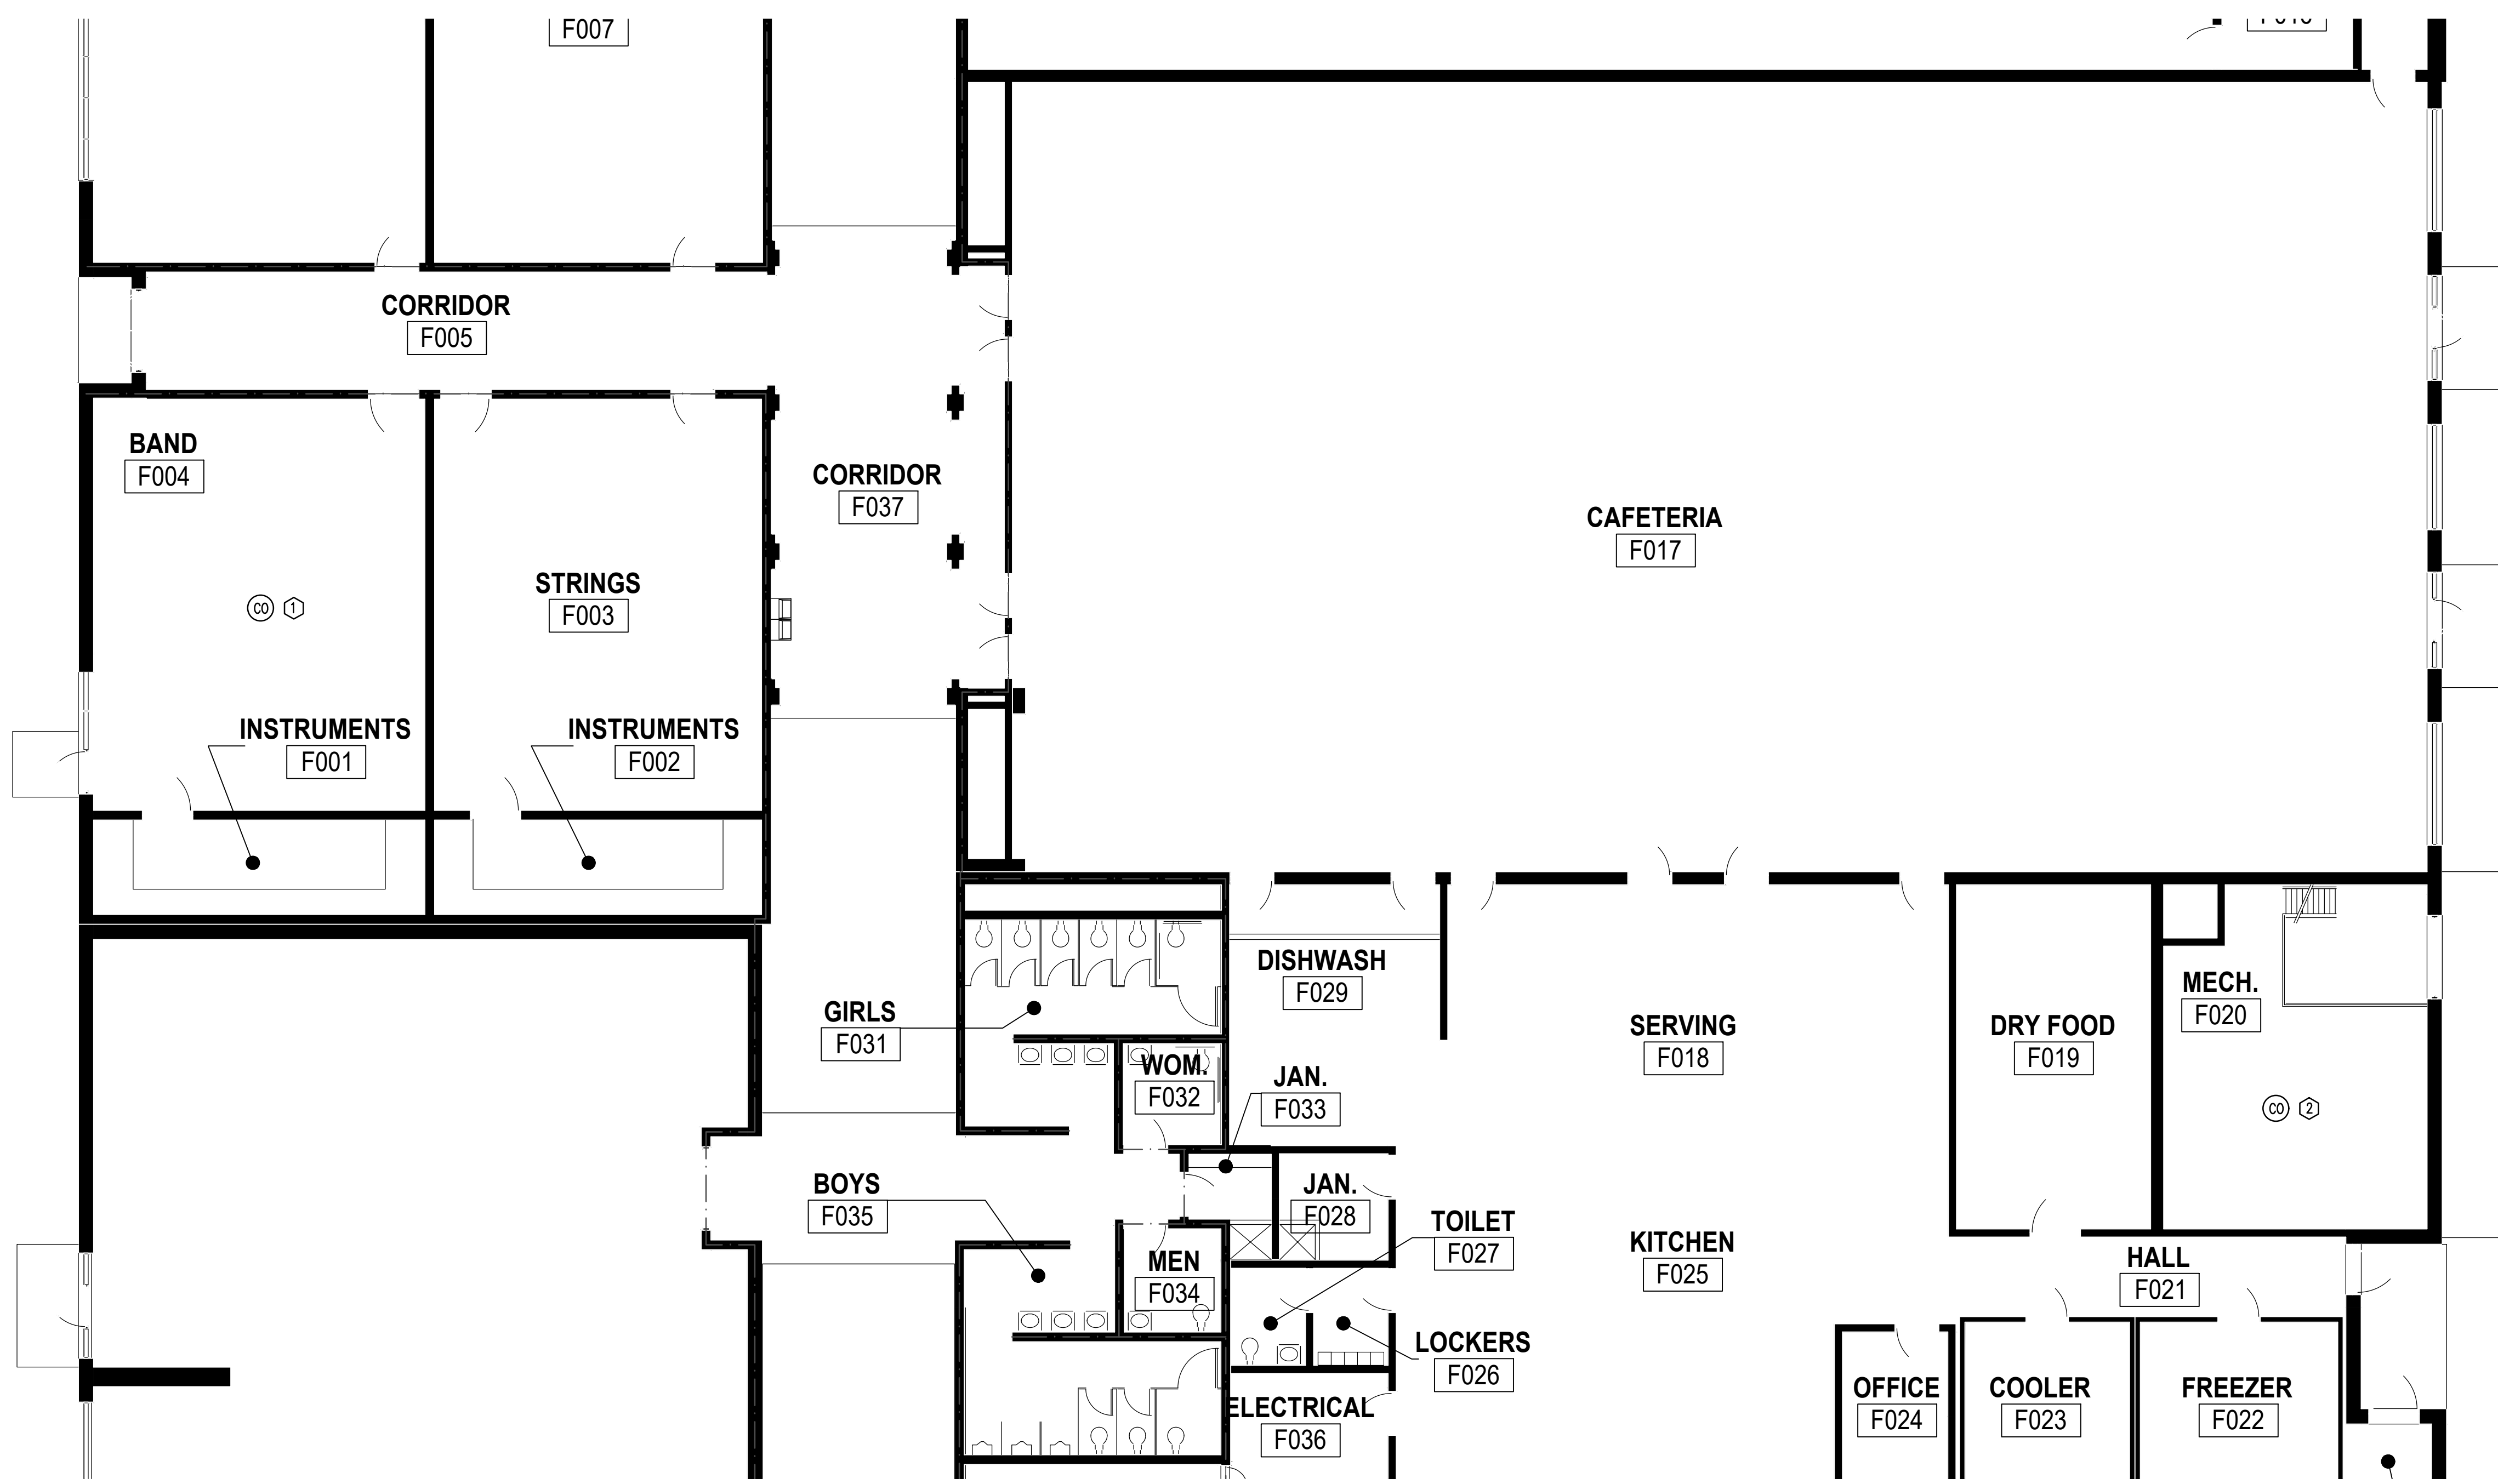 F007
CORRIDOR
F005
BAND
F004
CORRIDOR
F037
CAFETERIA
F017
STRINGS
F003
CO 1
INSTRUMENTS
F001
INSTRUMENTS
F002
GIRLS
F031
DISHWASH
F029
SERVING
F018
DRY FOOD
F019
MECH.
F020
WOM.
F032
JAN.
F033
CO 2
BOYS
F035
JAN.
F028
TOILET
F027
KITCHEN
F025
MEN
F034
HALL
F021
LOCKERS
F026
ELECTRICAL
F036
OFFICE
F024
COOLER
F023
FREEZER
F022